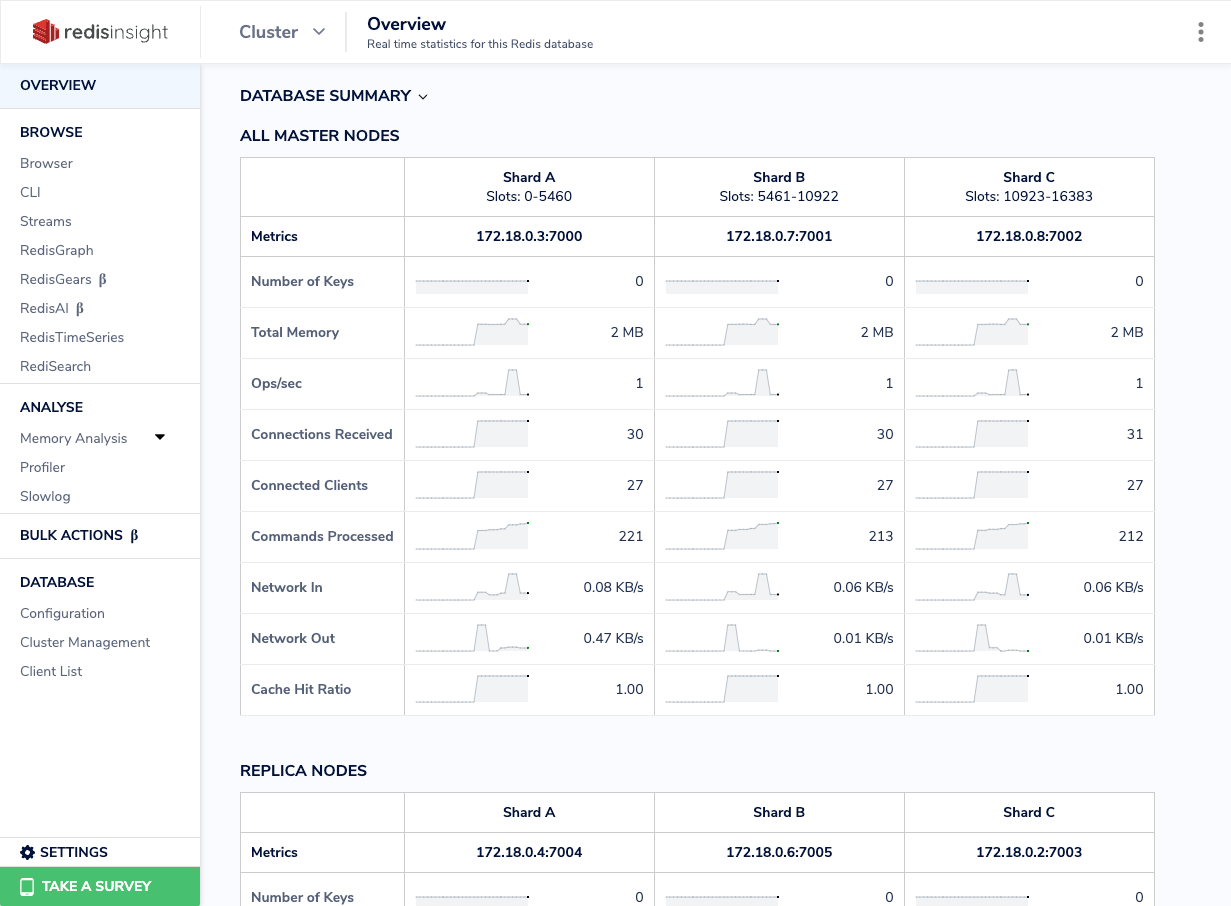 redisinsight
Cluster
Overview
Real time statistics for this Redis database
OVERVIEW
BROWSE
Browser
CLI
Streams
RedisGraph
RedisGears β
RedisAI β
RedisTimeSeries
RediSearch
ANALYSE
Memory Analysis
Profiler
Slowlog
BULK ACTIONS β
DATABASE
Configuration
Cluster Management
Client List
SETTINGS
TAKE A SURVEY
DATABASE SUMMARY
ALL MASTER NODES
Shard A Shard B Shard C
Slots: 0-5460 Slots: 5461-10922 Slots: 10923-16383
Metrics 172.18.0.3:7000 172.18.0.7:7001 172.18.0.8:7002
Number of Keys 0 0 0
Total Memory 2 MB 2 MB 2 MB
Ops/sec 1 1 1
Connections Received 30 30 31
Connected Clients 27 27 27
Commands Processed 221 213 212
Network In 0.08 KB/s 0.06 KB/s 0.06 KB/s
Network Out 0.47 KB/s 0.01 KB/s 0.01 KB/s
Cache Hit Ratio 1.00 1.00 1.00
REPLICA NODES
Shard A Shard B Shard C
Metrics 172.18.0.4:7004 172.18.0.6:7005 172.18.0.2:7003
Number of Keys 0 0 0